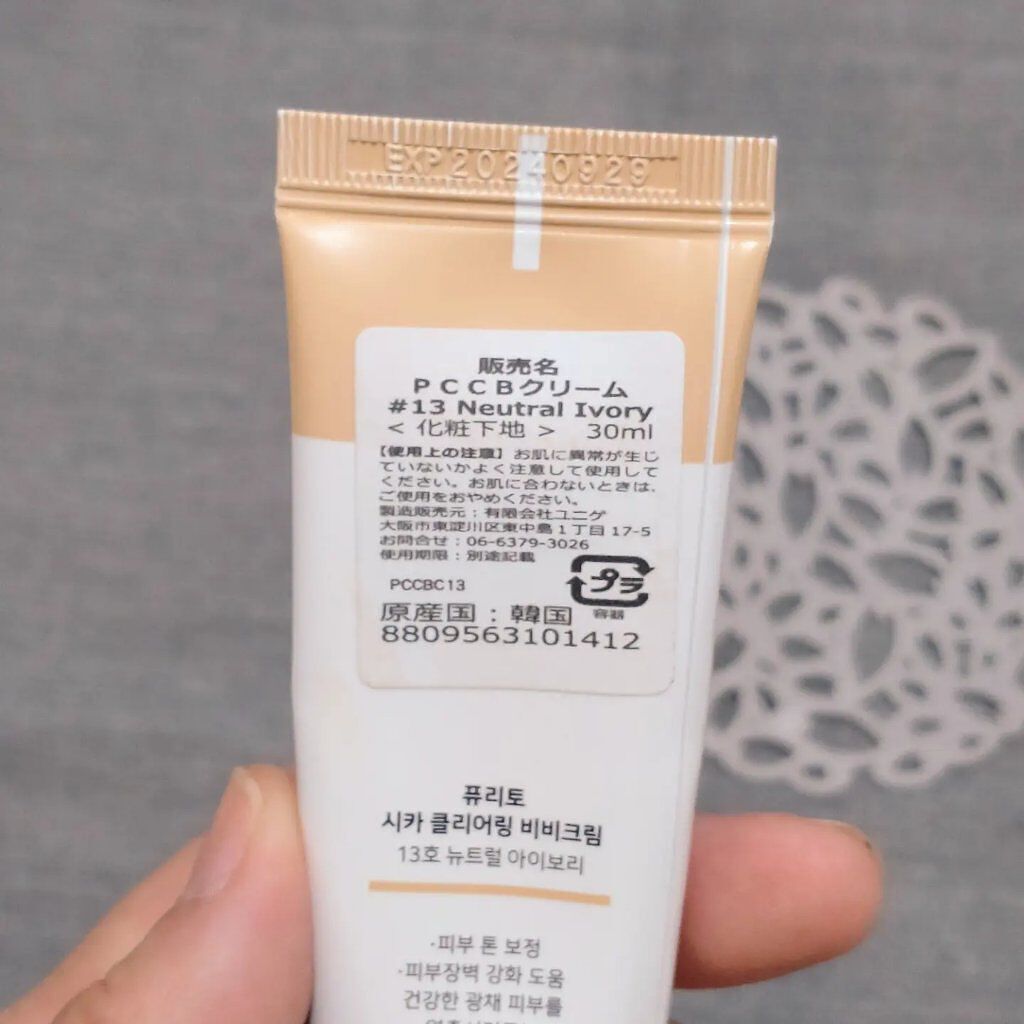 EXP20240929
販売名
ＰＣＣＢクリーム
#13 Neutral Ivory
< 化粧下地 > 30ml
【使用上の注意】お肌に異常が生じ
ていないかよく注意して使用して
ください。お肌に合わないときは、
ご使用をおやめください。
製造販売元：有限会社ユニゲ
大阪市東淀川区東中島１丁目 17-5
お問合せ：06-6379-3026
使用期限：別途記載
PCCBC13
プラ
容器
原産国：韓国
8809563101412
퓨리토
시카 클리어링 비비크림
13호 뉴트럴 아이보리
·피부 톤 보정
·피부장벽 강화 도움
건강한 광채 피부를